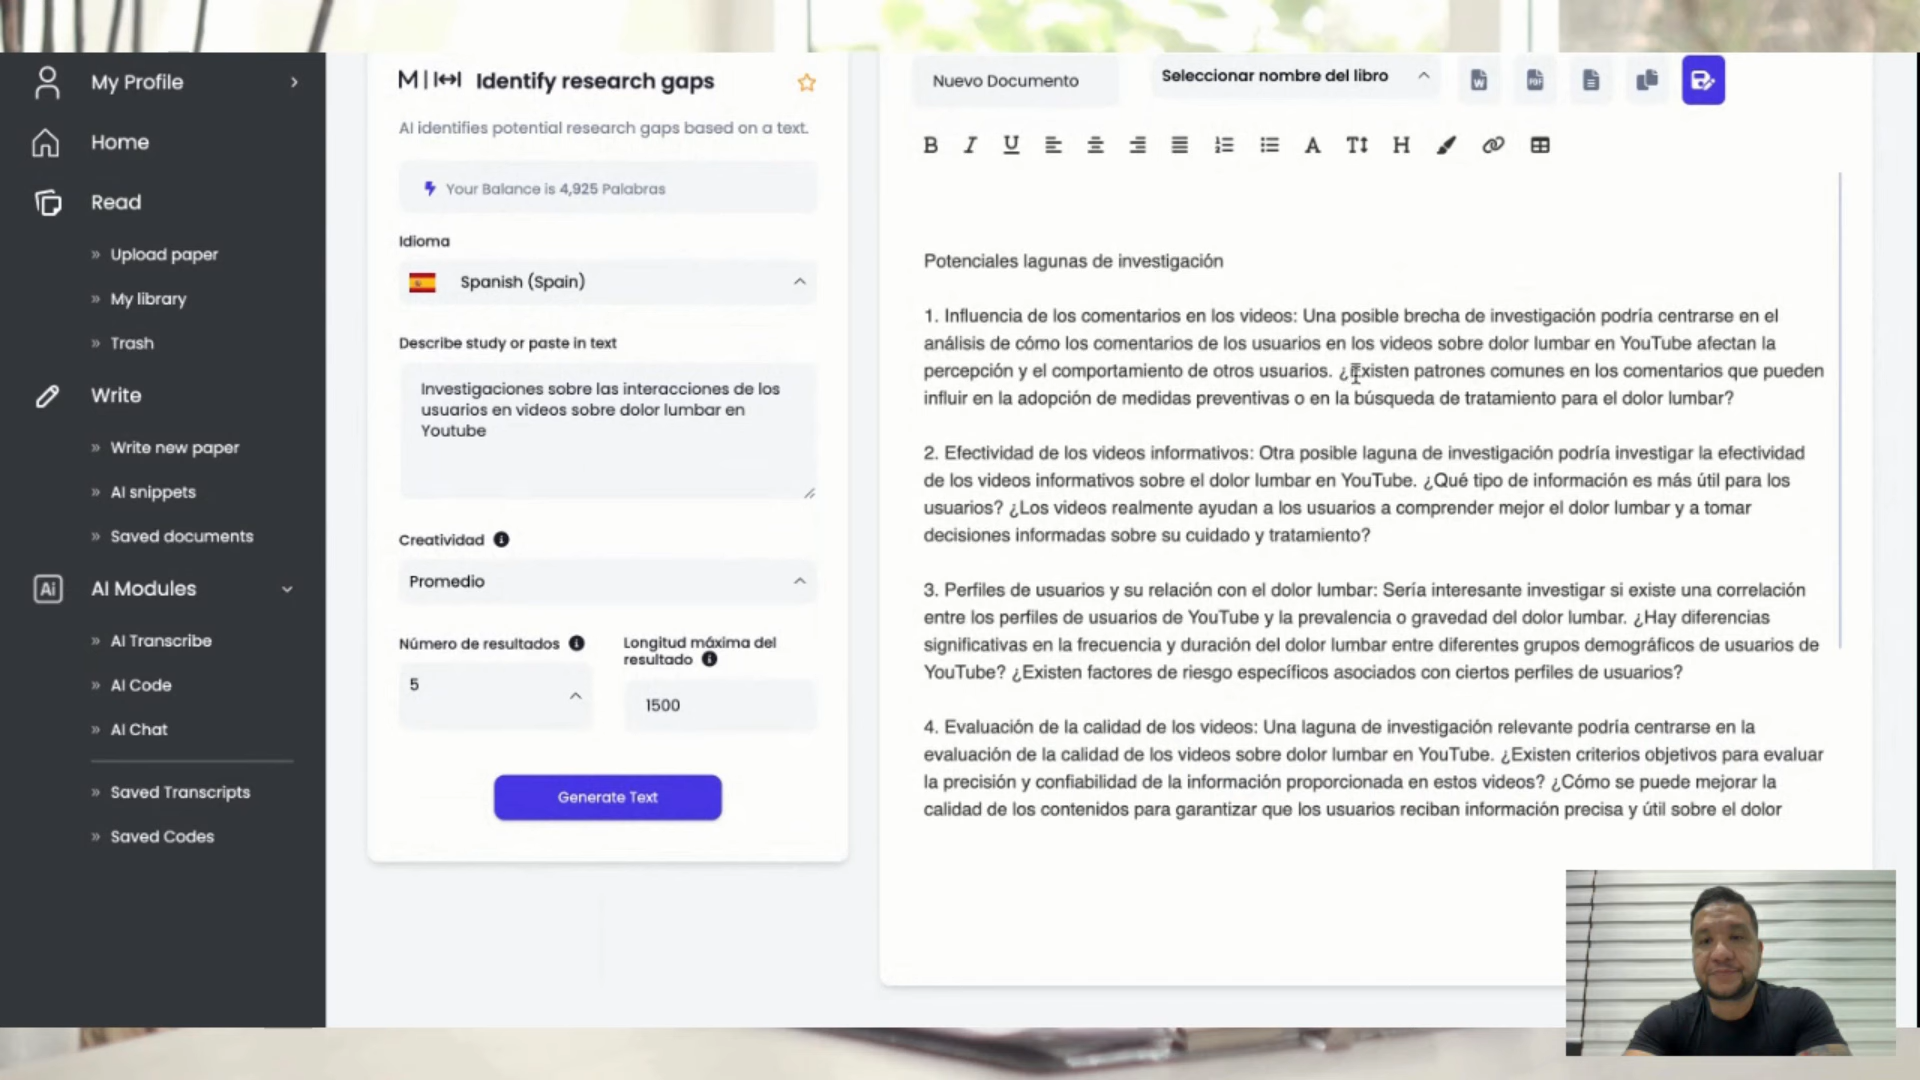 My Profile
Home
Read
» Upload paper
» My library
» Trash
Write
» Write new paper
» AI snippets
» Saved documents
Ai AI Modules
» AI Transcribe
» AI Code
» AI Chat
» Saved Transcripts
» Saved Codes
M Identify research gaps
AI identifies potential research gaps based on a text.
Your Balance is 4,925 Palabras
Idioma
Spanish (Spain)
Describe study or paste in text
Investigaciones sobre las interacciones de los
usuarios en videos sobre dolor lumbar en
Youtube
Creatividad
Promedio
Número de resultados
5
Longitud máxima del
resultado
1500
Generate Text
Nuevo Documento
Seleccionar nombre del libro
W PDF
B I U A T H
Potenciales lagunas de investigación
1. Influencia de los comentarios en los videos: Una posible brecha de investigación podría centrarse en el
análisis de cómo los comentarios de los usuarios en los videos sobre dolor lumbar en YouTube afectan la
percepción y el comportamiento de otros usuarios. ¿Existen patrones comunes en los comentarios que pueden
influir en la adopción de medidas preventivas o en la búsqueda de tratamiento para el dolor lumbar?
2. Efectividad de los videos informativos: Otra posible laguna de investigación podría investigar la efectividad
de los videos informativos sobre el dolor lumbar en YouTube. ¿Qué tipo de información es más útil para los
usuarios? ¿Los videos realmente ayudan a los usuarios a comprender mejor el dolor lumbar y a tomar
decisiones informadas sobre su cuidado y tratamiento?
3. Perfiles de usuarios y su relación con el dolor lumbar: Sería interesante investigar si existe una correlación
entre los perfiles de usuarios de YouTube y la prevalencia o gravedad del dolor lumbar. ¿Hay diferencias
significativas en la frecuencia y duración del dolor lumbar entre diferentes grupos demográficos de usuarios de
YouTube? ¿Existen factores de riesgo específicos asociados con ciertos perfiles de usuarios?
4. Evaluación de la calidad de los videos: Una laguna de investigación relevante podría centrarse en la
evaluación de la calidad de los videos sobre dolor lumbar en YouTube. ¿Existen criterios objetivos para evaluar
la precisión y confiabilidad de la información proporcionada en estos videos? ¿Cómo se puede mejorar la
calidad de los contenidos para garantizar que los usuarios reciban información precisa y útil sobre el dolor